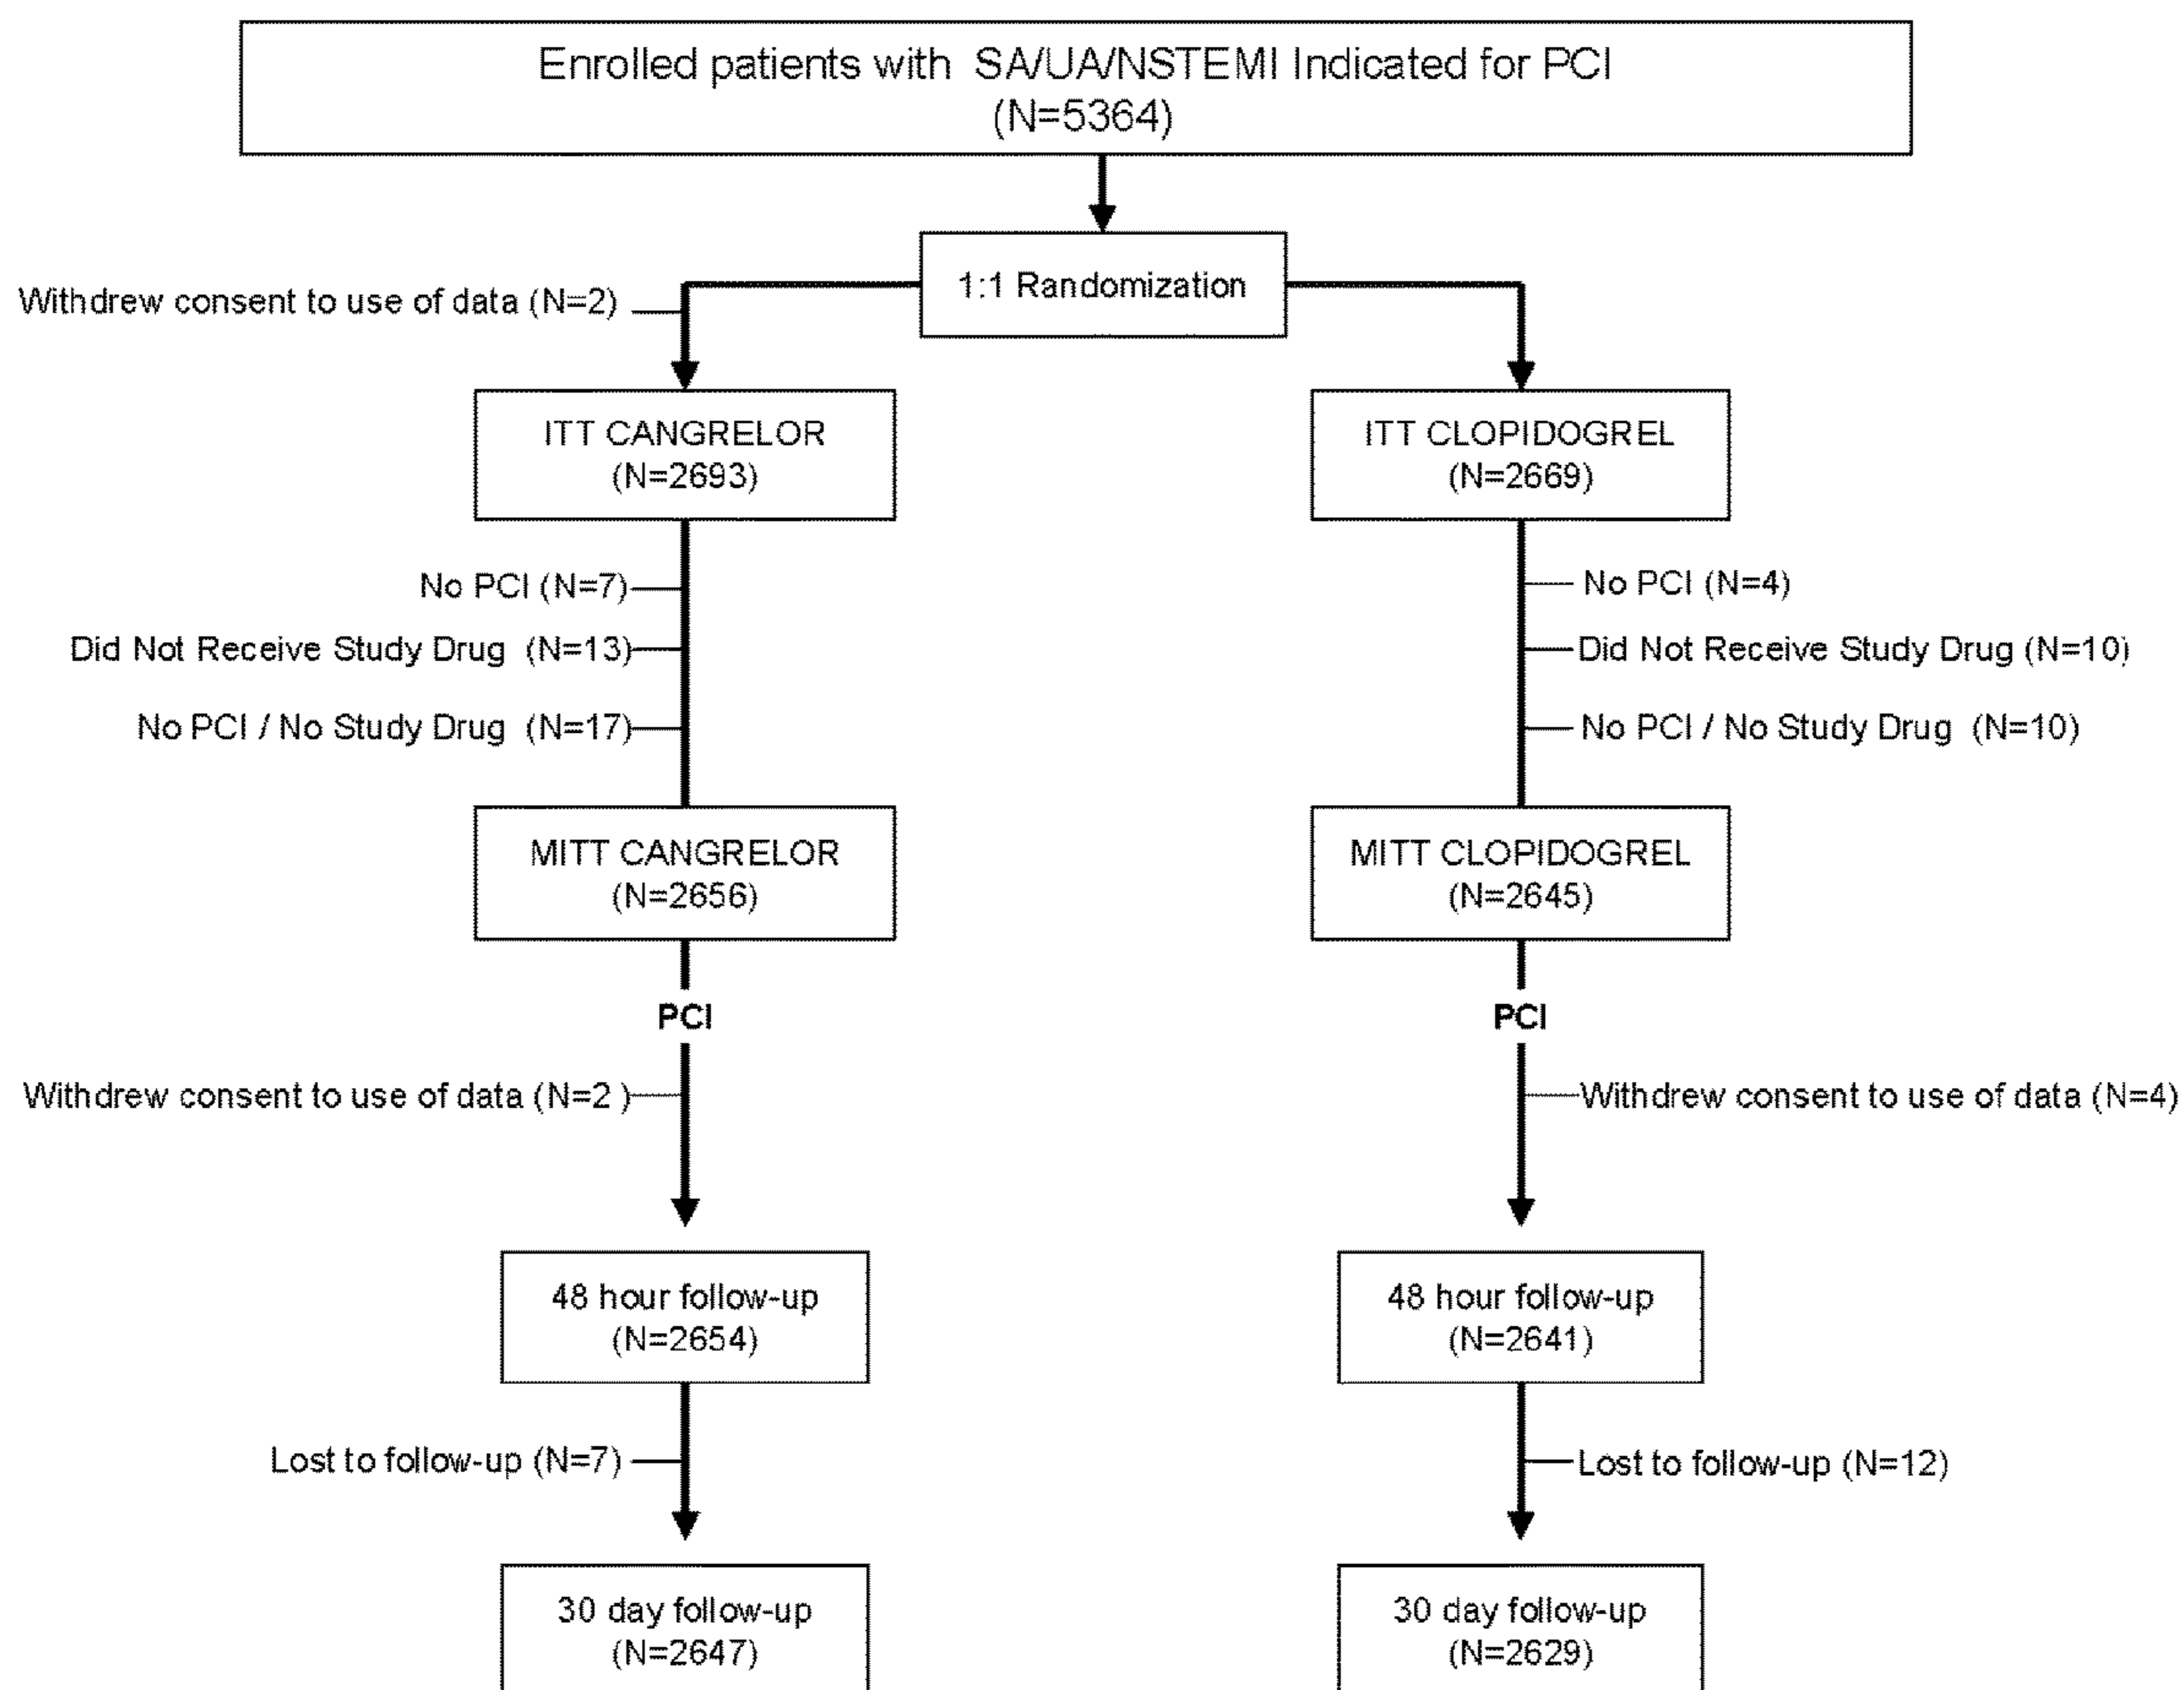 Enrolled patients with SA/UA/NSTEMI Indicated for PCI
(N=5364)
1:1 Randomization
Withdrew consent to use of data (N=2)
ITT CANGRELOR
(N=2693)
ITT CLOPIDOGREL
(N=2669)
No PCI (N=7)
No PCI (N=4)
Did Not Receive Study Drug (N=13)
Did Not Receive Study Drug (N=10)
No PCI / No Study Drug (N=17)
No PCI / No Study Drug (N=10)
MITT CANGRELOR
(N=2656)
MITT CLOPIDOGREL
(N=2645)
PCI
PCI
Withdrew consent to use of data (N=2 )
Withdrew consent to use of data (N=4)
48 hour follow-up
(N=2654)
48 hour follow-up
(N=2641)
Lost to follow-up (N=7)
Lost to follow-up (N=12)
30 day follow-up
(N=2647)
30 day follow-up
(N=2629)